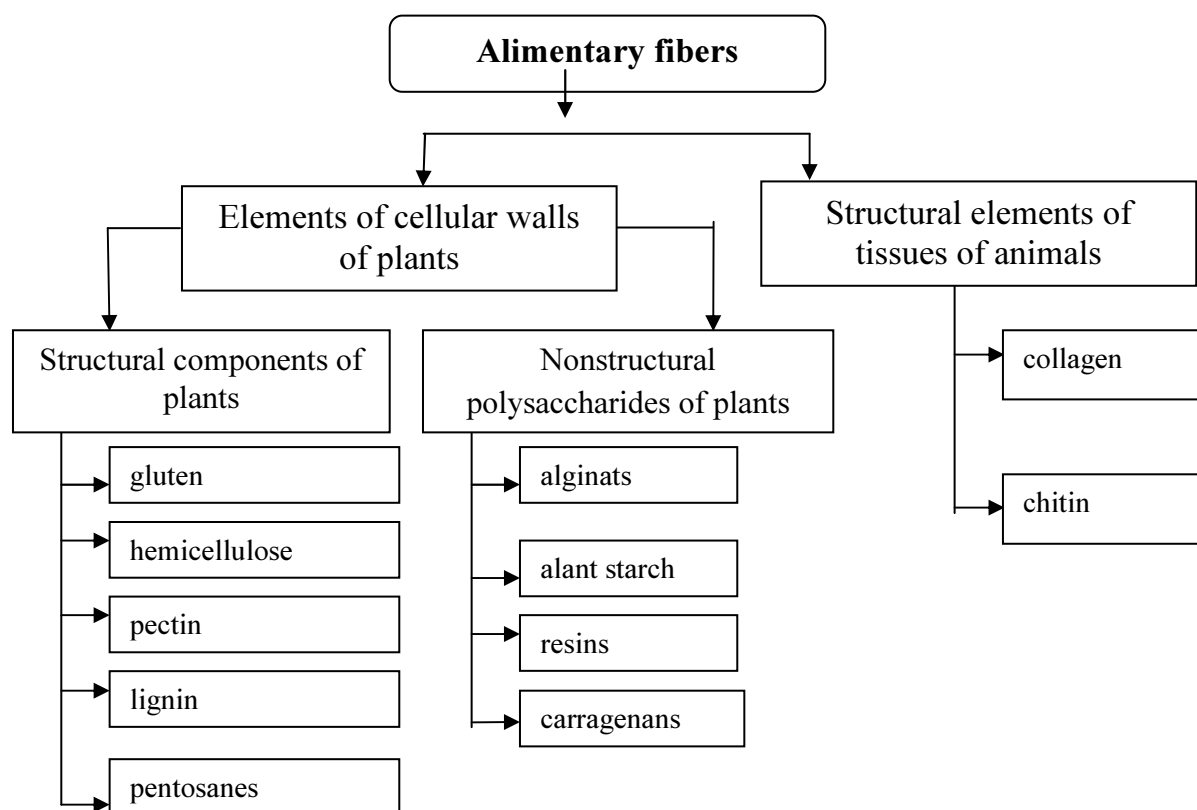 Alimentary fibers
Elements of cellular walls
of plants
Structural elements of
tissues of animals
Structural components of
plants
Nonstructural
polysaccharides of plants
gluten
hemicellulose
pectin
lignin
pentosanes
alginats
alant starch
resins
carragenans
collagen
chitin